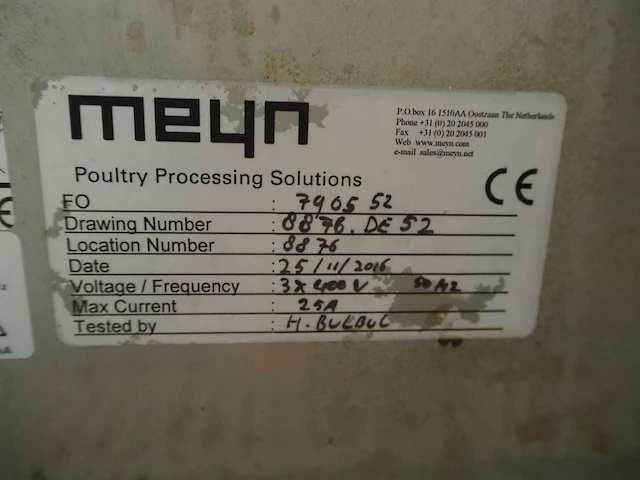 meyn
P.O.box 16 1510AA Oostzaan The Netherlands
Phone +31 (0) 20 2045 000
Fax +31 (0) 20 2045 001
Web www.meyn.com
e-mail sales@meyn.net
Poultry Processing Solutions
CE
FO : 7905 52
Drawing Number : 8876.DE 52
Location Number : 8876
Date : 25/11/2016
Voltage / Frequency : 3 x 400 V 50 HZ
Max Current : 25A
Tested by : H. BULBUL